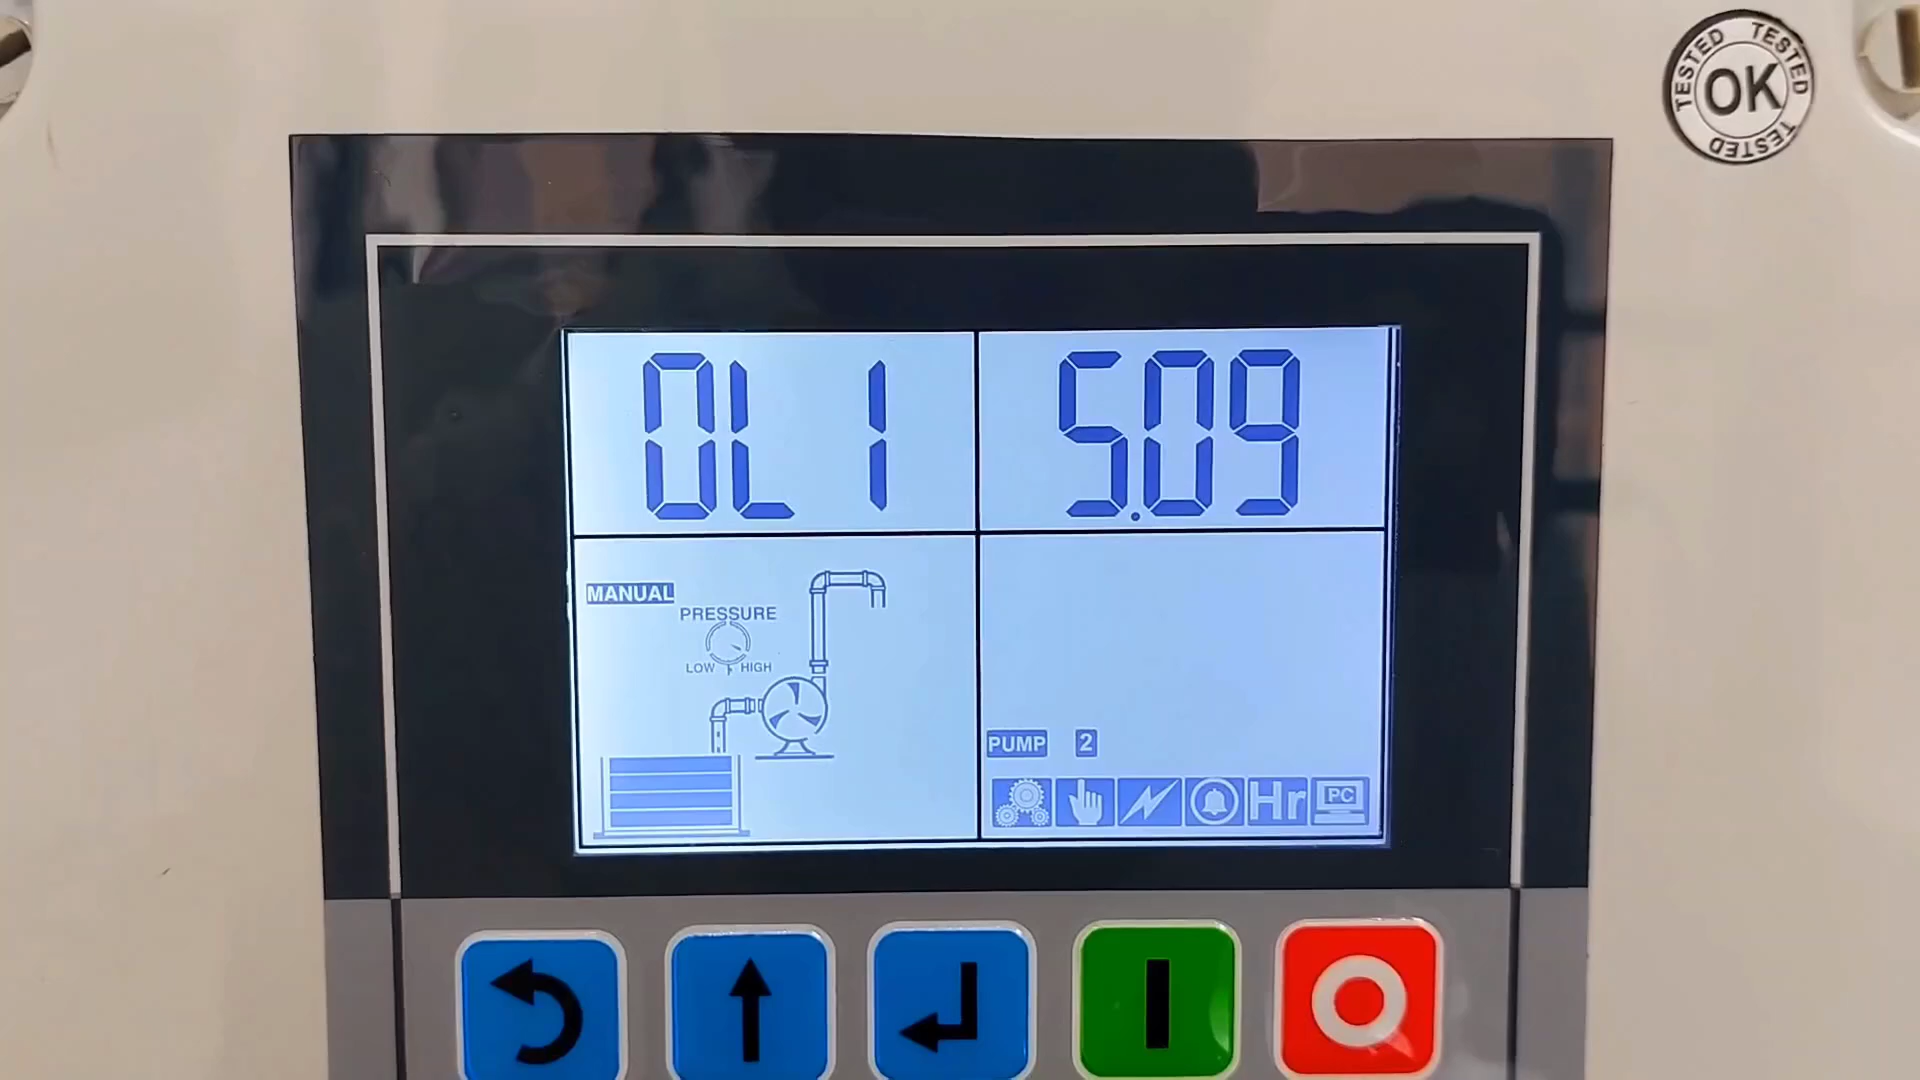 TESTED TESTED TESTED
OK
OL 1
5.09
MANUAL
PRESSURE
LOW HIGH
PUMP 2
Hr
PC